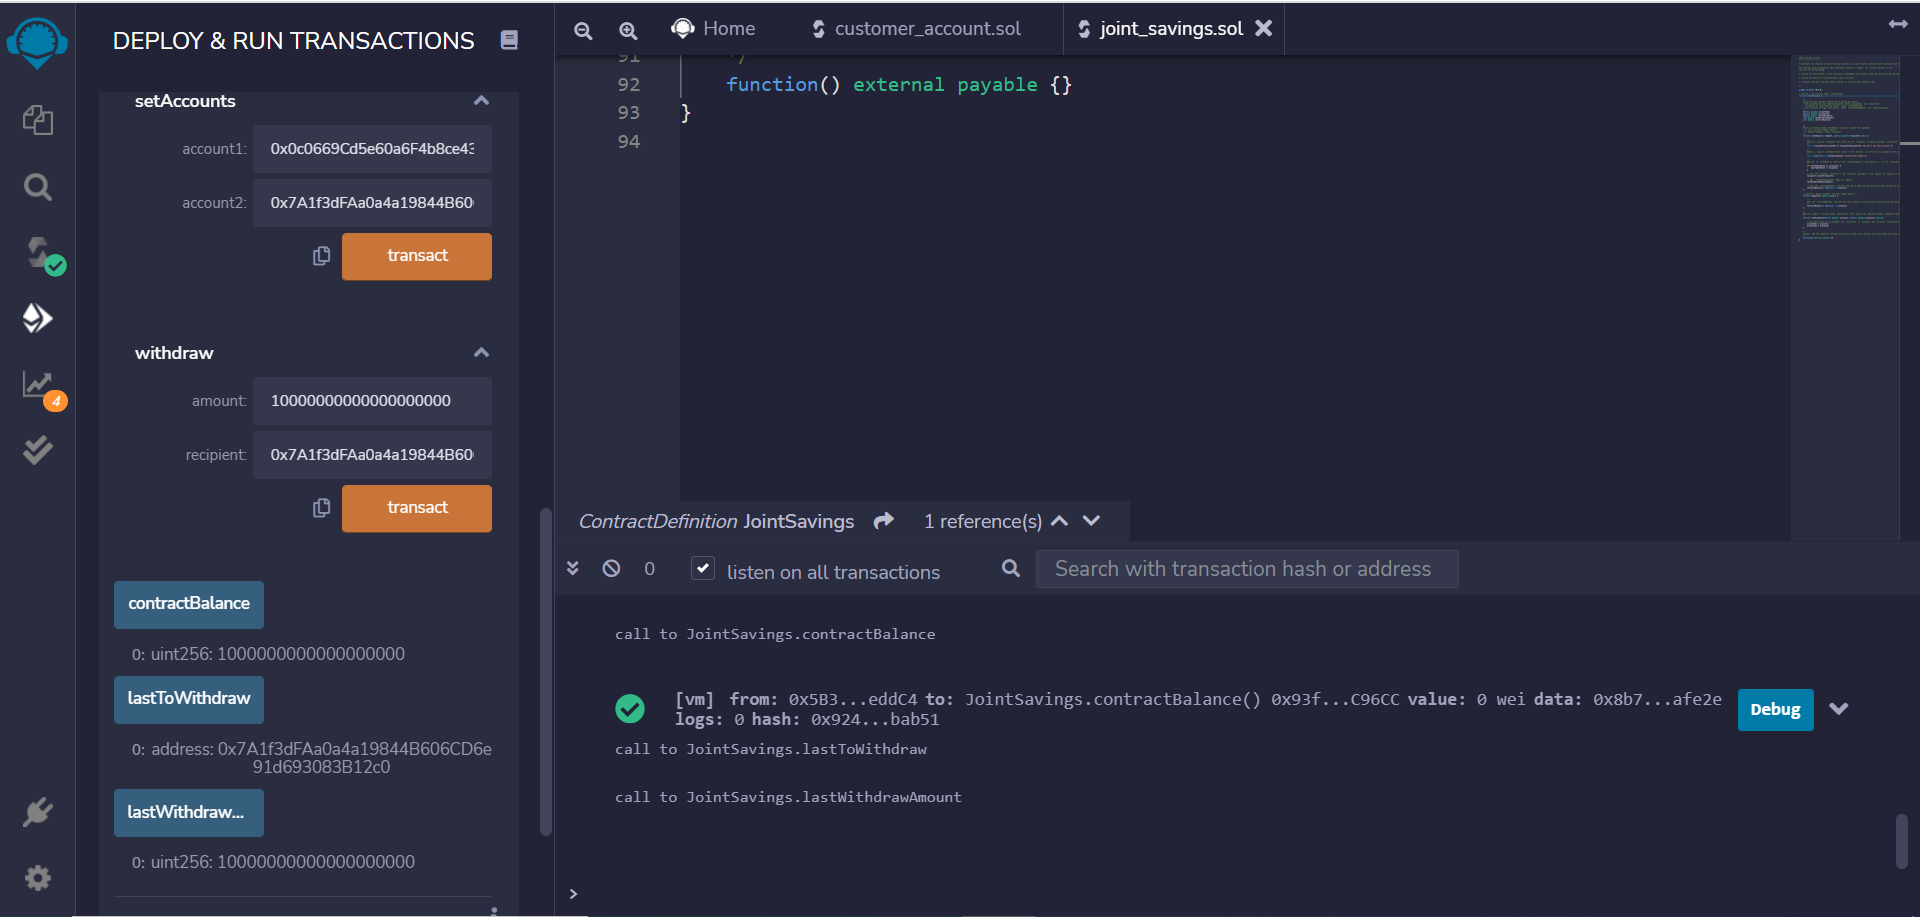 DEPLOY & RUN TRANSACTIONS
setAccounts
account1: 0x0c0669Cd5e60a6F4b8ce43
account2: 0x7A1f3dFAa0a4a19844B60
transact
withdraw
amount: 10000000000000000000
recipient: 0x7A1f3dFAa0a4a19844B60
transact
contractBalance
0: uint256: 1000000000000000000
lastToWithdraw
0: address: 0x7A1f3dFAa0a4a19844B606CD6e
91d693083B12c0
lastWithdraw...
0: uint256: 10000000000000000000
4
Home
customer_account.sol
joint_savings.sol
91 */
92 function() external payable {}
93 }
94
ContractDefinition JointSavings 1 reference(s)
0 listen on all transactions Search with transaction hash or address
call to JointSavings.contractBalance
[vm] from: 0x5B3...eddC4 to: JointSavings.contractBalance() 0x93f...C96CC value: 0 wei data: 0x8b7...afe2e
logs: 0 hash: 0x924...bab51
Debug
call to JointSavings.lastToWithdraw
call to JointSavings.lastWithdrawAmount
>